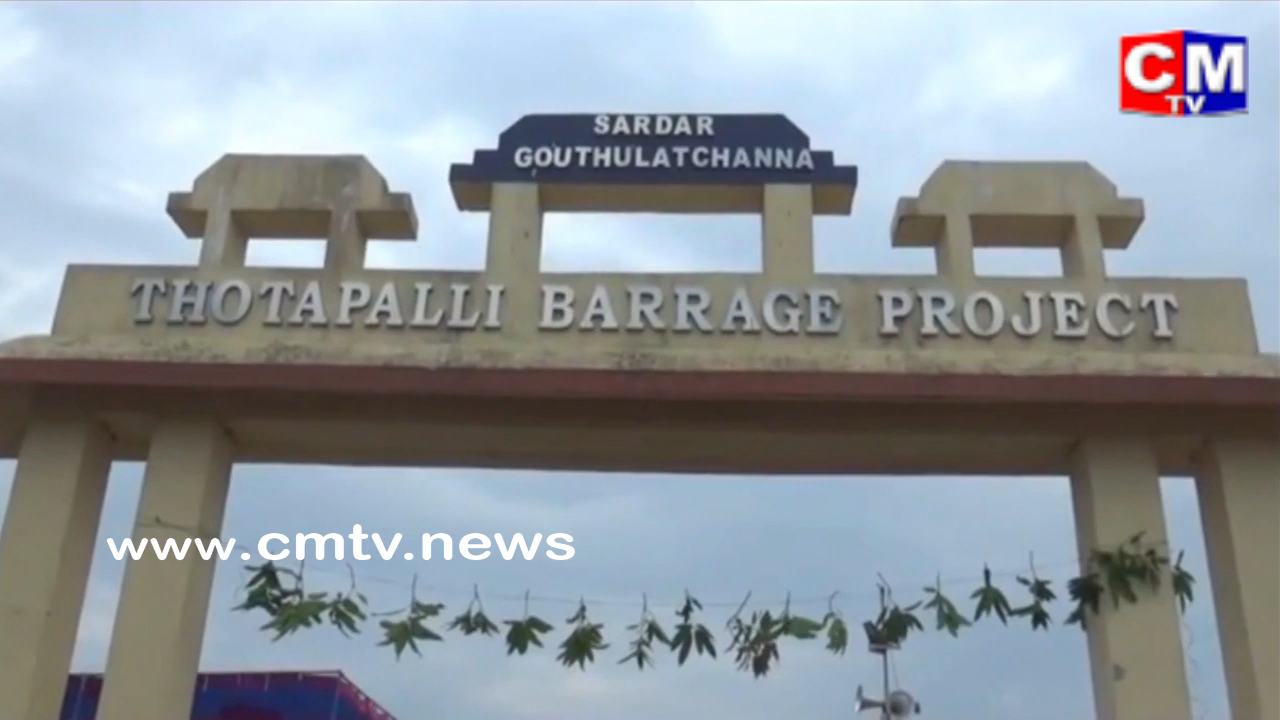 CM
TV
SARDAR
GOUTHULATCHANNA
THOTAPALLI BARRAGE PROJECT
www.cmtv.news